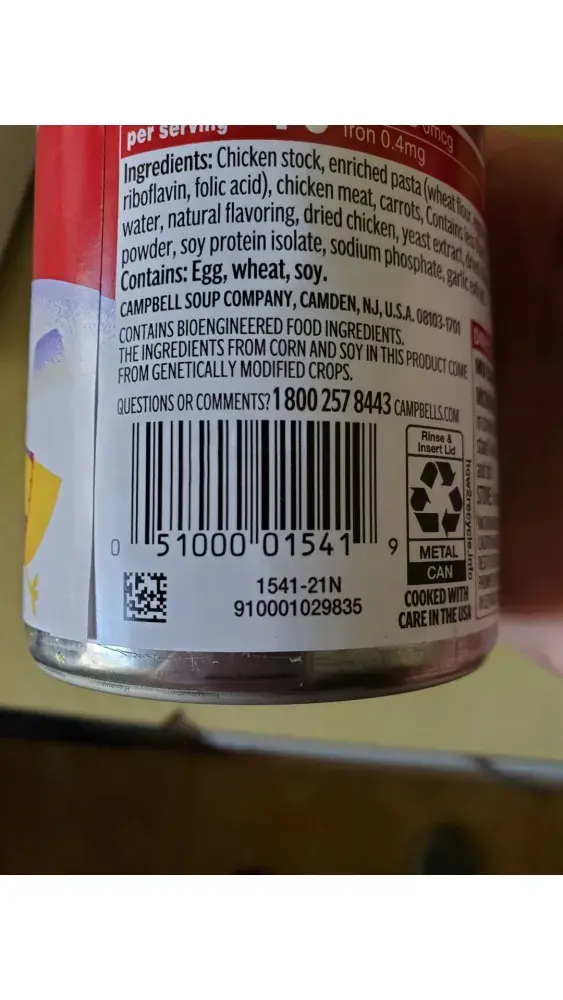 per serving
0mcg
Iron 0.4mg
Ingredients: Chicken stock, enriched pasta (wheat flour,
riboflavin, folic acid), chicken meat, carrots, Contains less
water, natural flavoring, dried chicken, yeast extract, dried
powder, soy protein isolate, sodium phosphate, garlic extract
Contains: Egg, wheat, soy.
CAMPBELL SOUP COMPANY, CAMDEN, NJ, U.S.A. 08103-1701
CONTAINS BIOENGINEERED FOOD INGREDIENTS.
THE INGREDIENTS FROM CORN AND SOY IN THIS PRODUCT COME
FROM GENETICALLY MODIFIED CROPS.
QUESTIONS OR COMMENTS? 1 800 257 8443 CAMPBELLS.COM
0 51000 01541 9
1541-21N
910001029835
Rinse &
Insert Lid
METAL
CAN
how2recycle.info
COOKED WITH
CARE IN THE USA